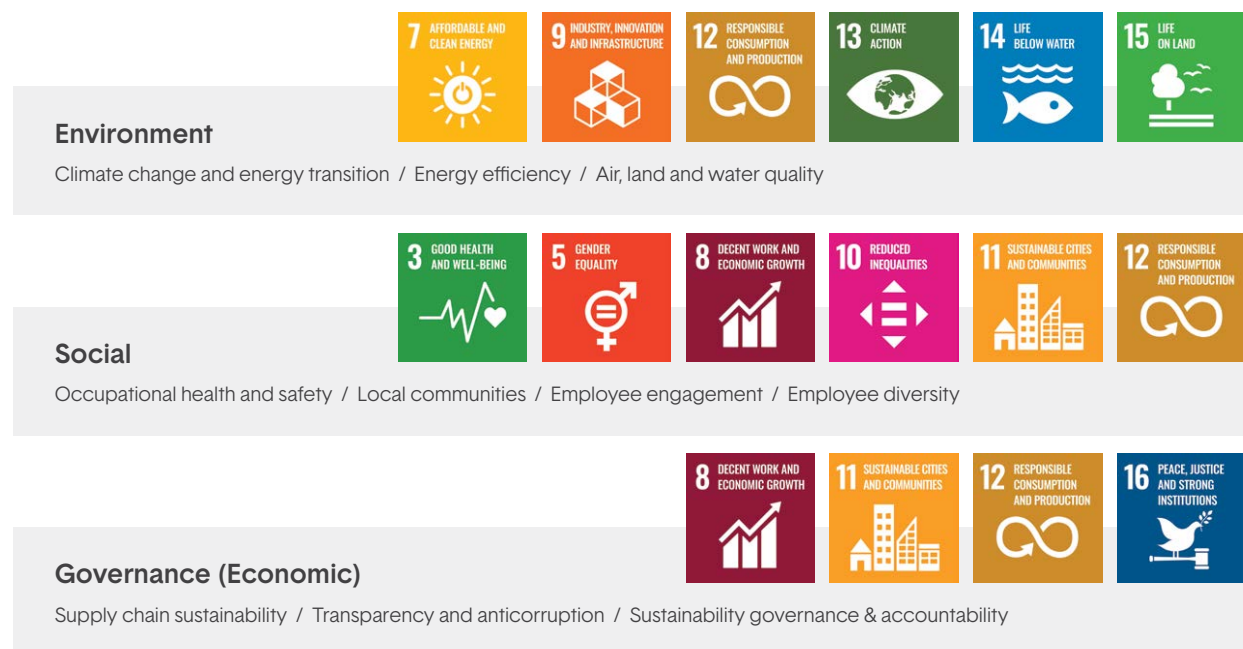 7 AFFORDABLE AND
CLEAN ENERGY
9 INDUSTRY, INNOVATION
AND INFRASTRUCTURE
12 RESPONSIBLE
CONSUMPTION
AND PRODUCTION
13 CLIMATE
ACTION
14 LIFE
BELOW WATER
15 LIFE
ON LAND
Environment
Climate change and energy transition / Energy efficiency / Air, land and water quality
3 GOOD HEALTH
AND WELL-BEING
5 GENDER
EQUALITY
8 DECENT WORK AND
ECONOMIC GROWTH
10 REDUCED
INEQUALITIES
11 SUSTAINABLE CITIES
AND COMMUNITIES
12 RESPONSIBLE
CONSUMPTION
AND PRODUCTION
Social
Occupational health and safety / Local communities / Employee engagement / Employee diversity
8 DECENT WORK AND
ECONOMIC GROWTH
11 SUSTAINABLE CITIES
AND COMMUNITIES
12 RESPONSIBLE
CONSUMPTION
AND PRODUCTION
16 PEACE, JUSTICE
AND STRONG
INSTITUTIONS
Governance (Economic)
Supply chain sustainability / Transparency and anticorruption / Sustainability governance & accountability